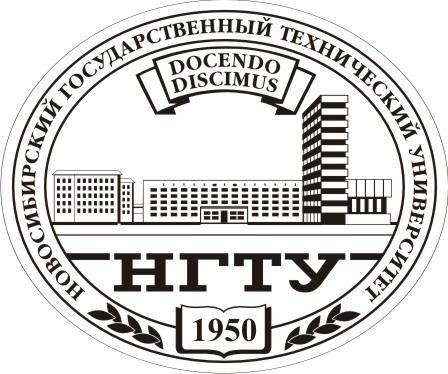 НОВОСИБИРСКИЙ ГОСУДАРСТВЕННЫЙ ТЕХНИЧЕСКИЙ УНИВЕРСИТЕТ
DOCENDO
DISCIMUS
НГТУ
1950